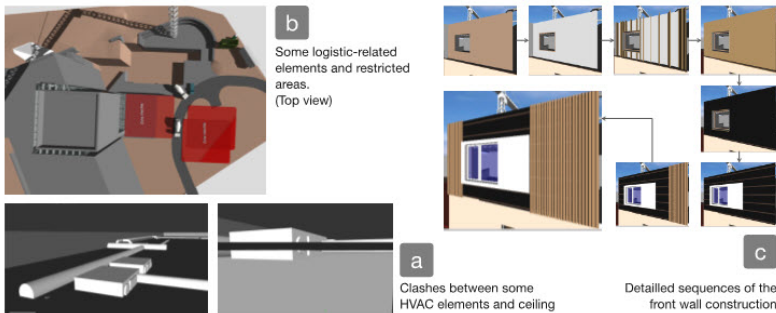 b
Some logistic-related
elements and restricted
areas.
(Top view)
a
Clashes between some
HVAC elements and ceiling
c
Detailled sequences of the
front wall construction